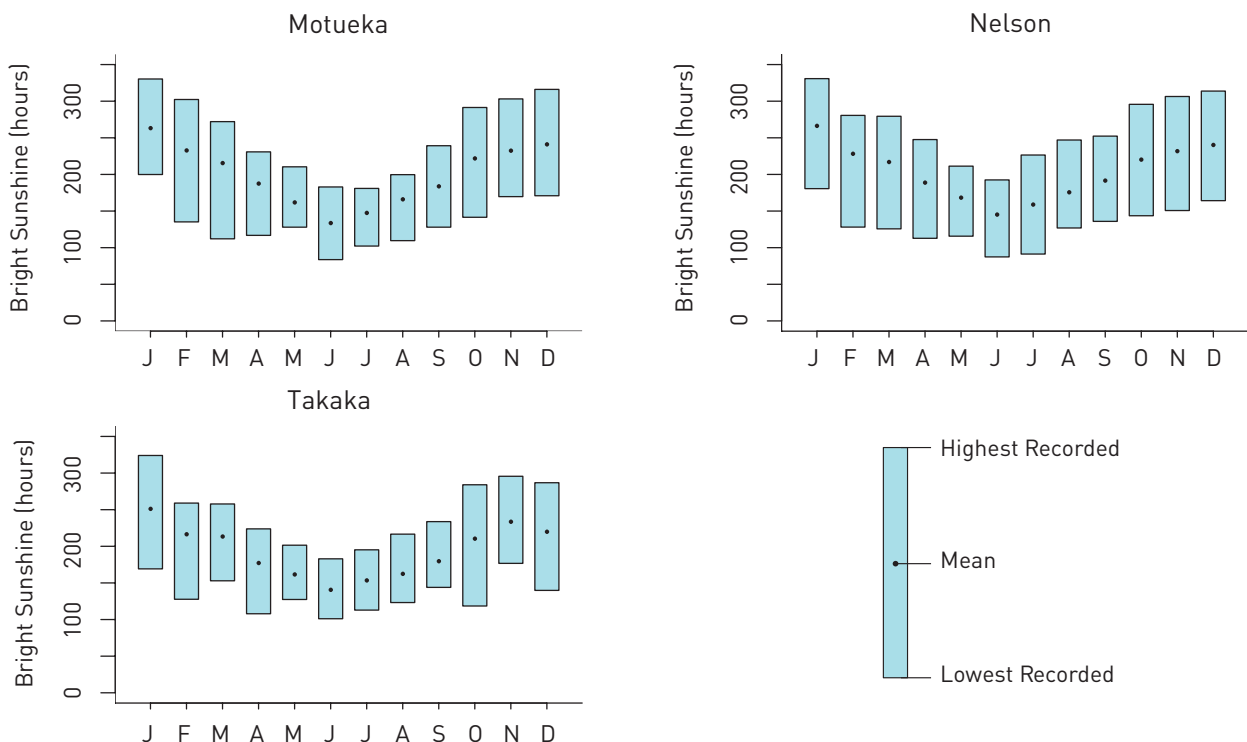 Motueka
Bright Sunshine (hours)
300
200
100
0
J F M A M J J A S O N D
Nelson
Bright Sunshine (hours)
300
200
100
0
J F M A M J J A S O N D
Takaka
Bright Sunshine (hours)
300
200
100
0
J F M A M J J A S O N D
Highest Recorded
Mean
Lowest Recorded